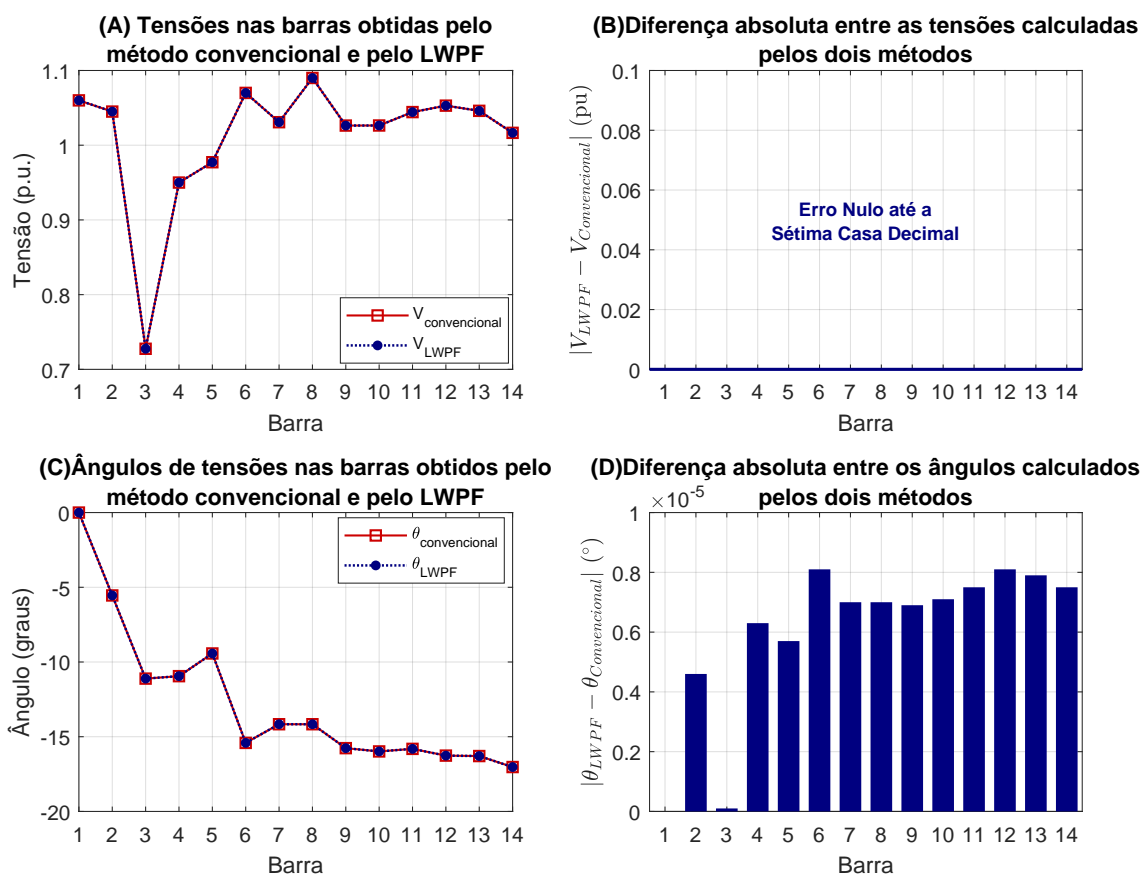 (A) Tensões nas barras obtidas pelo
método convencional e pelo LWPF
1.1
1
0.9
0.8
0.7
Tensão (p.u.)
V_convencional
V_LWPF
1 2 3 4 5 6 7 8 9 10 11 12 13 14
Barra
(B)Diferença absoluta entre as tensões calculadas
pelos dois métodos
0.1
0.08
0.06
0.04
0.02
0
|V_LWPF − V_Convencional| (pu)
Erro Nulo até a
Sétima Casa Decimal
1 2 3 4 5 6 7 8 9 10 11 12 13 14
Barra
(C)Ângulos de tensões nas barras obtidos pelo
método convencional e pelo LWPF
0
-5
-10
-15
-20
Ângulo (graus)
θ_convencional
θ_LWPF
1 2 3 4 5 6 7 8 9 10 11 12 13 14
Barra
(D)Diferença absoluta entre os ângulos calculados
pelos dois métodos
×10^-5
1
0.8
0.6
0.4
0.2
0
|θ_LWPF − θ_Convencional| (°)
1 2 3 4 5 6 7 8 9 10 11 12 13 14
Barra